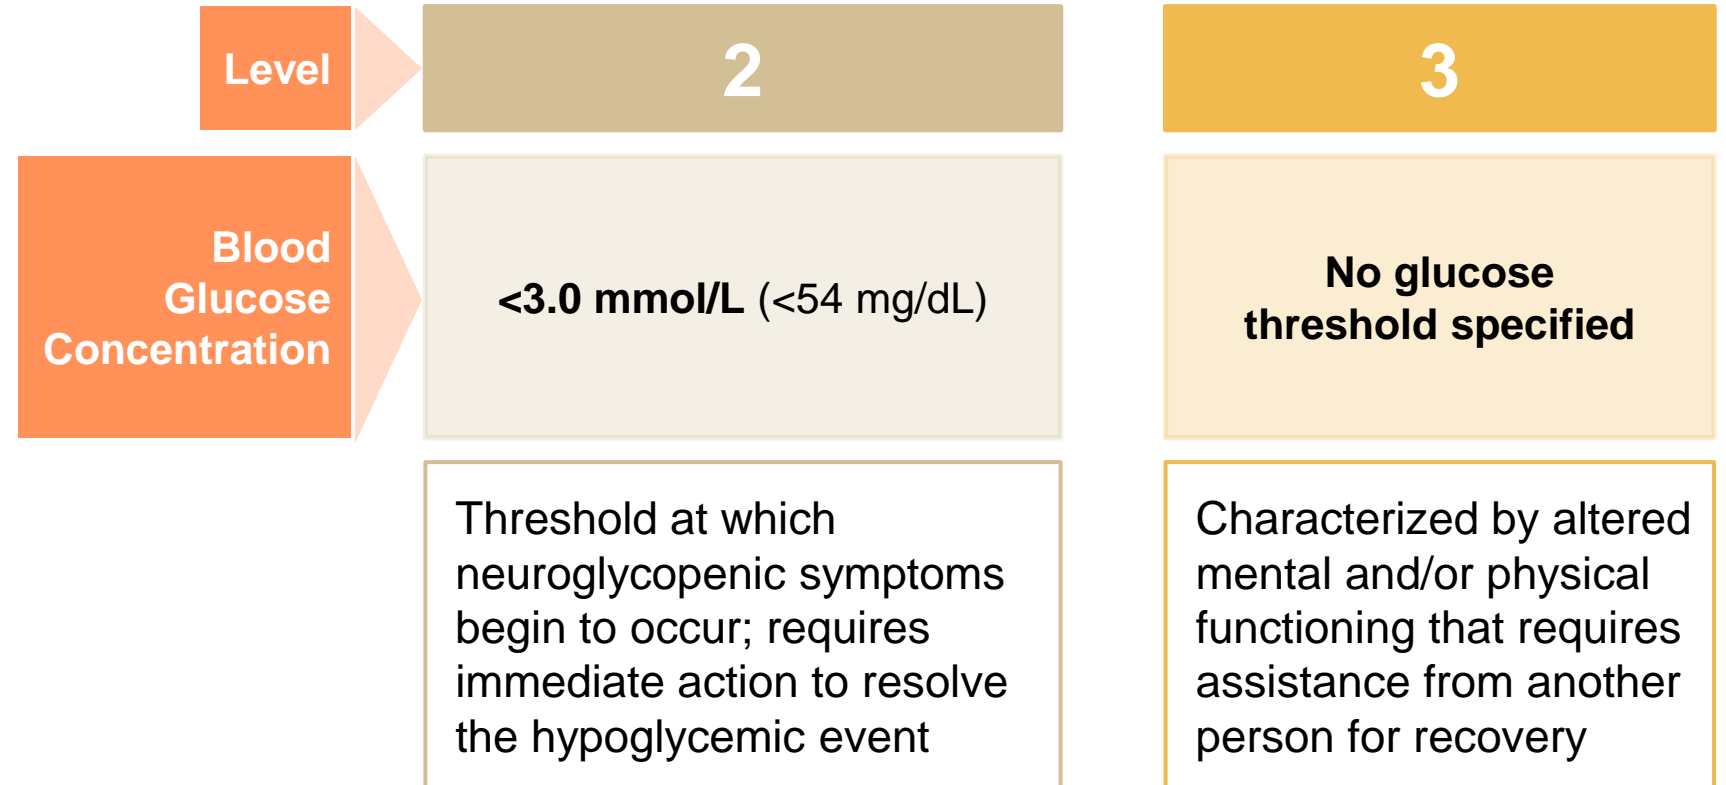 Level
2
3
Blood
Glucose
Concentration
<3.0 mmol/L (<54 mg/dL)
No glucose
threshold specified
Threshold at which
neuroglycopenic symptoms
begin to occur; requires
immediate action to resolve
the hypoglycemic event
Characterized by altered
mental and/or physical
functioning that requires
assistance from another
person for recovery